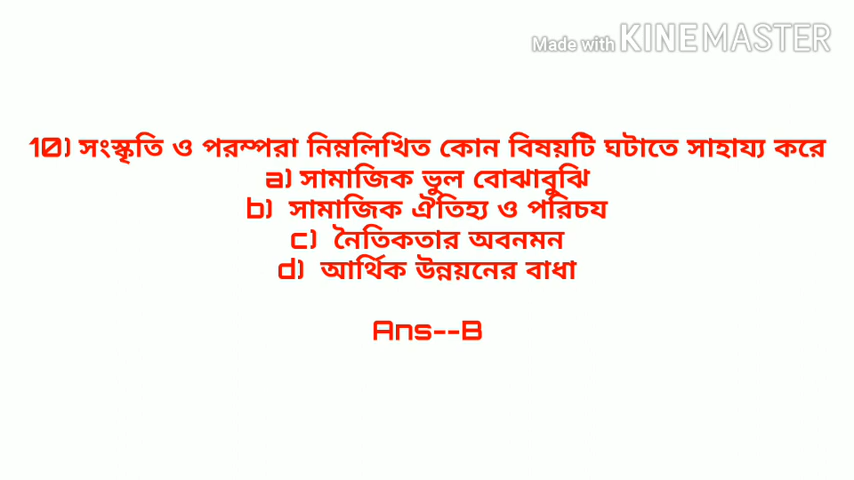 Made with KINEMASTER
10) সংস্কৃতি ও পরম্পরা নিম্নলিখিত কোন বিষয়টি ঘটাতে সাহায্য করে
a) সামাজিক ভুল বোঝাবুঝি
b) সামাজিক ঐতিহ্য ও পরিচয
c) নৈতিকতার অবনমন
d) আর্থিক উন্নয়নের বাধা
Ans--B